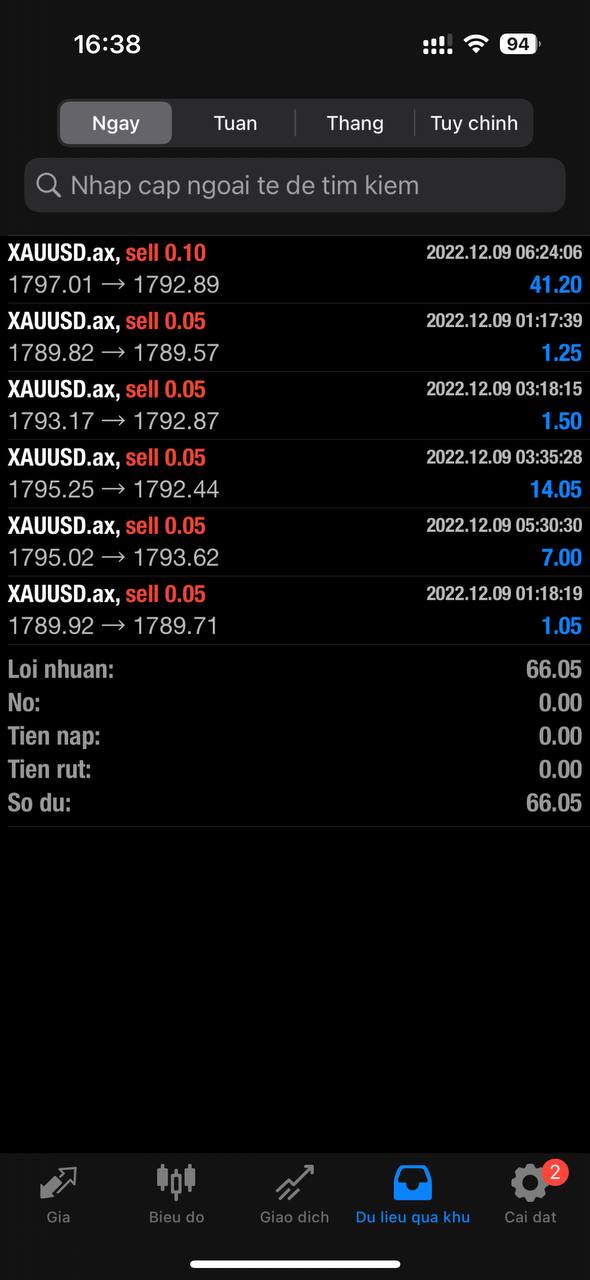 16:38
94
Ngay Tuan Thang Tuy chinh
Nhap cap ngoai te de tim kiem
XAUUSD.ax, sell 0.10 2022.12.09 06:24:06
1797.01 → 1792.89 41.20
XAUUSD.ax, sell 0.05 2022.12.09 01:17:39
1789.82 → 1789.57 1.25
XAUUSD.ax, sell 0.05 2022.12.09 03:18:15
1793.17 → 1792.87 1.50
XAUUSD.ax, sell 0.05 2022.12.09 03:35:28
1795.25 → 1792.44 14.05
XAUUSD.ax, sell 0.05 2022.12.09 05:30:30
1795.02 → 1793.62 7.00
XAUUSD.ax, sell 0.05 2022.12.09 01:18:19
1789.92 → 1789.71 1.05
Loi nhuan: 66.05
No: 0.00
Tien nap: 0.00
Tien rut: 0.00
So du: 66.05
2
Gia Bieu do Giao dich Du lieu qua khu Cai dat